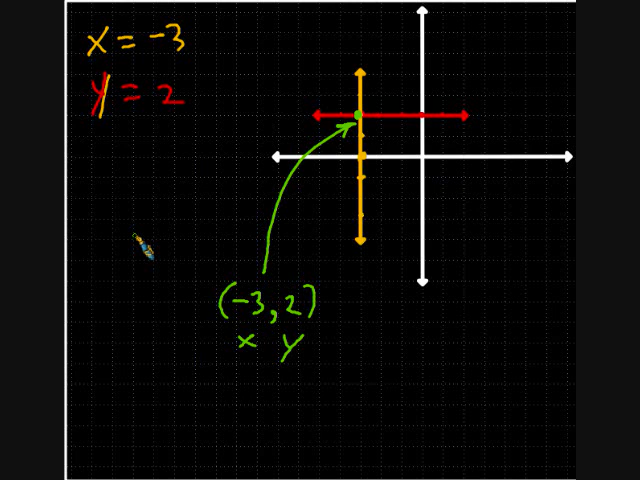 x = -3
y = 2
(-3, 2)
x y